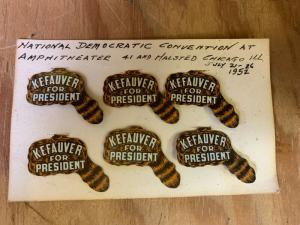 NATIONAL DEMOCRATIC CONVENTION AT
AMPHITHEATER 41 AND HALSTED CHICAGO ILL
JULY 21-26
1952
KEFAUVER
FOR
PRESIDENT
KEFAUVER
FOR
PRESIDENT
KEFAUVER
FOR
PRESIDENT
KEFAUVER
FOR
PRESIDENT
KEFAUVER
FOR
PRESIDENT
KEFAUVER
FOR
PRESIDENT